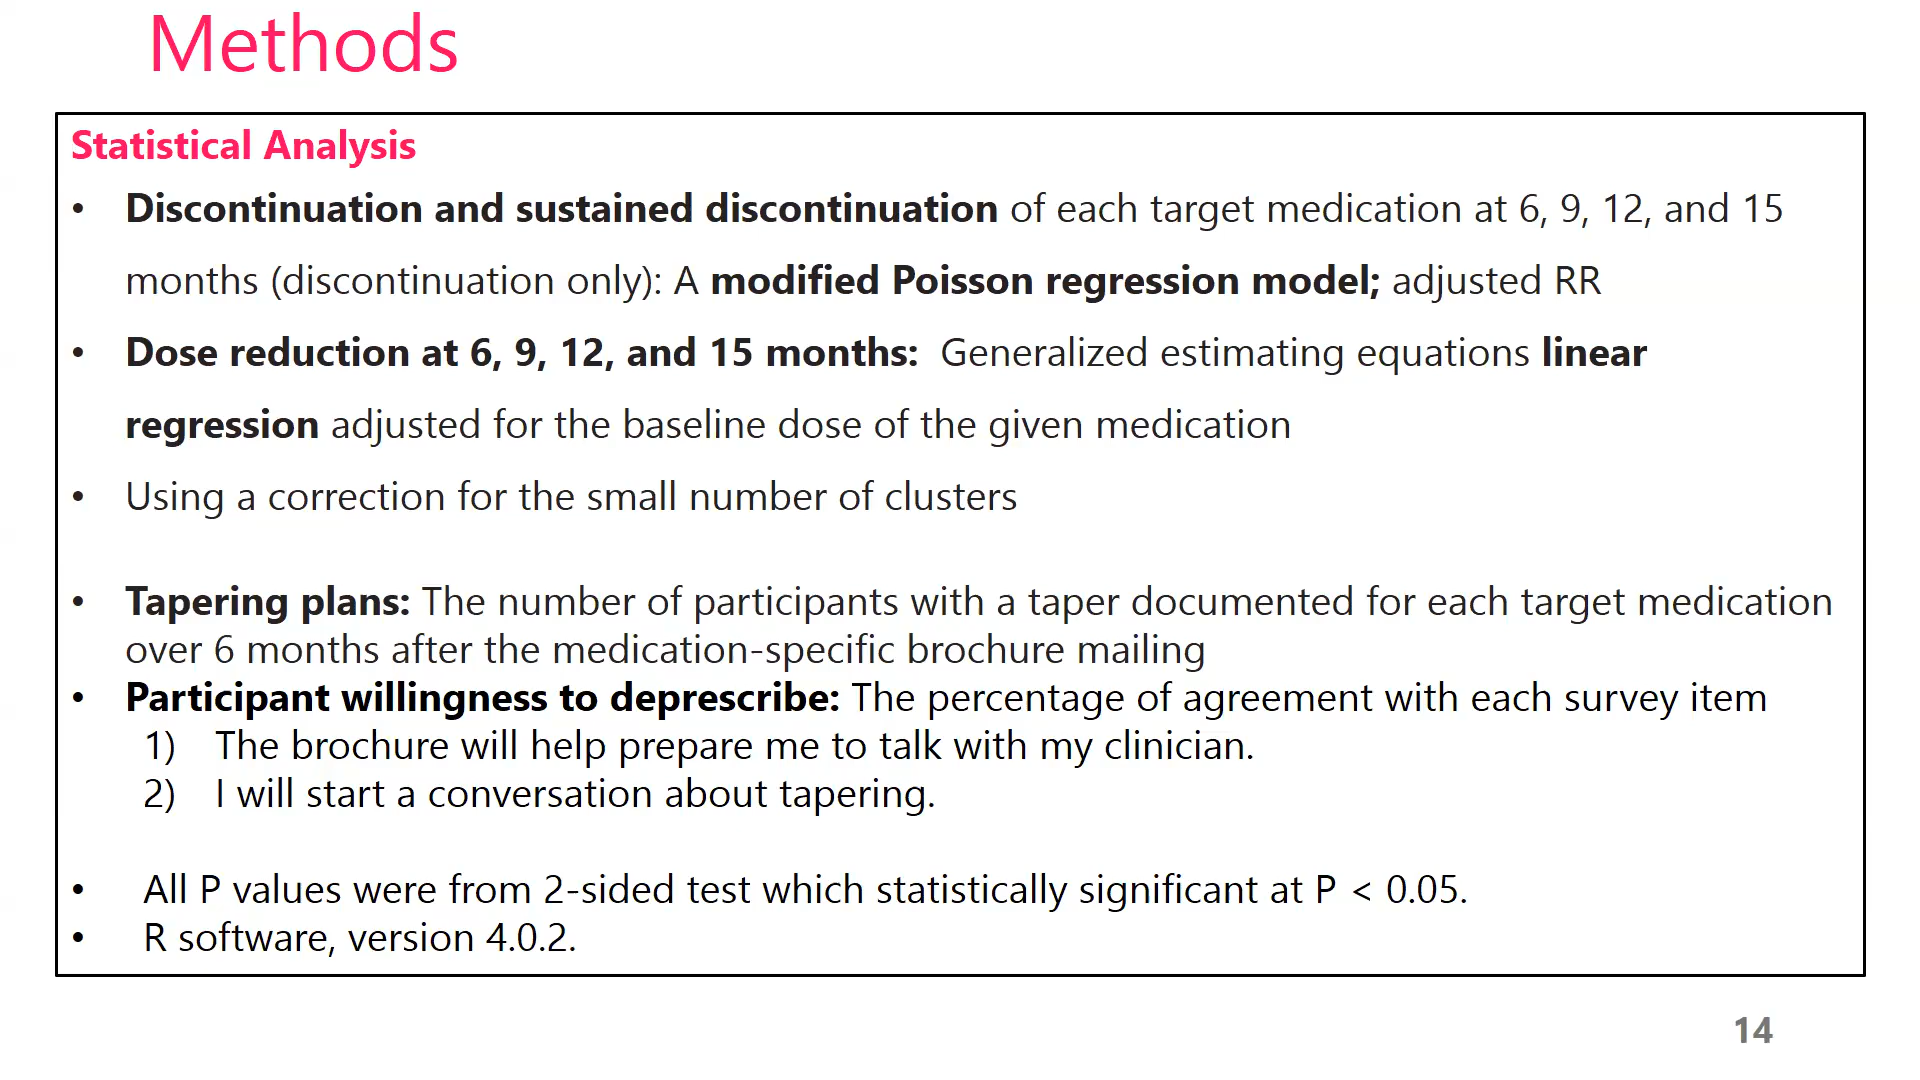 Methods
Statistical Analysis
• Discontinuation and sustained discontinuation of each target medication at 6, 9, 12, and 15
months (discontinuation only): A modified Poisson regression model; adjusted RR
• Dose reduction at 6, 9, 12, and 15 months: Generalized estimating equations linear
regression adjusted for the baseline dose of the given medication
• Using a correction for the small number of clusters
• Tapering plans: The number of participants with a taper documented for each target medication
over 6 months after the medication-specific brochure mailing
• Participant willingness to deprescribe: The percentage of agreement with each survey item
1) The brochure will help prepare me to talk with my clinician.
2) I will start a conversation about tapering.
• All P values were from 2-sided test which statistically significant at P < 0.05.
• R software, version 4.0.2.
14